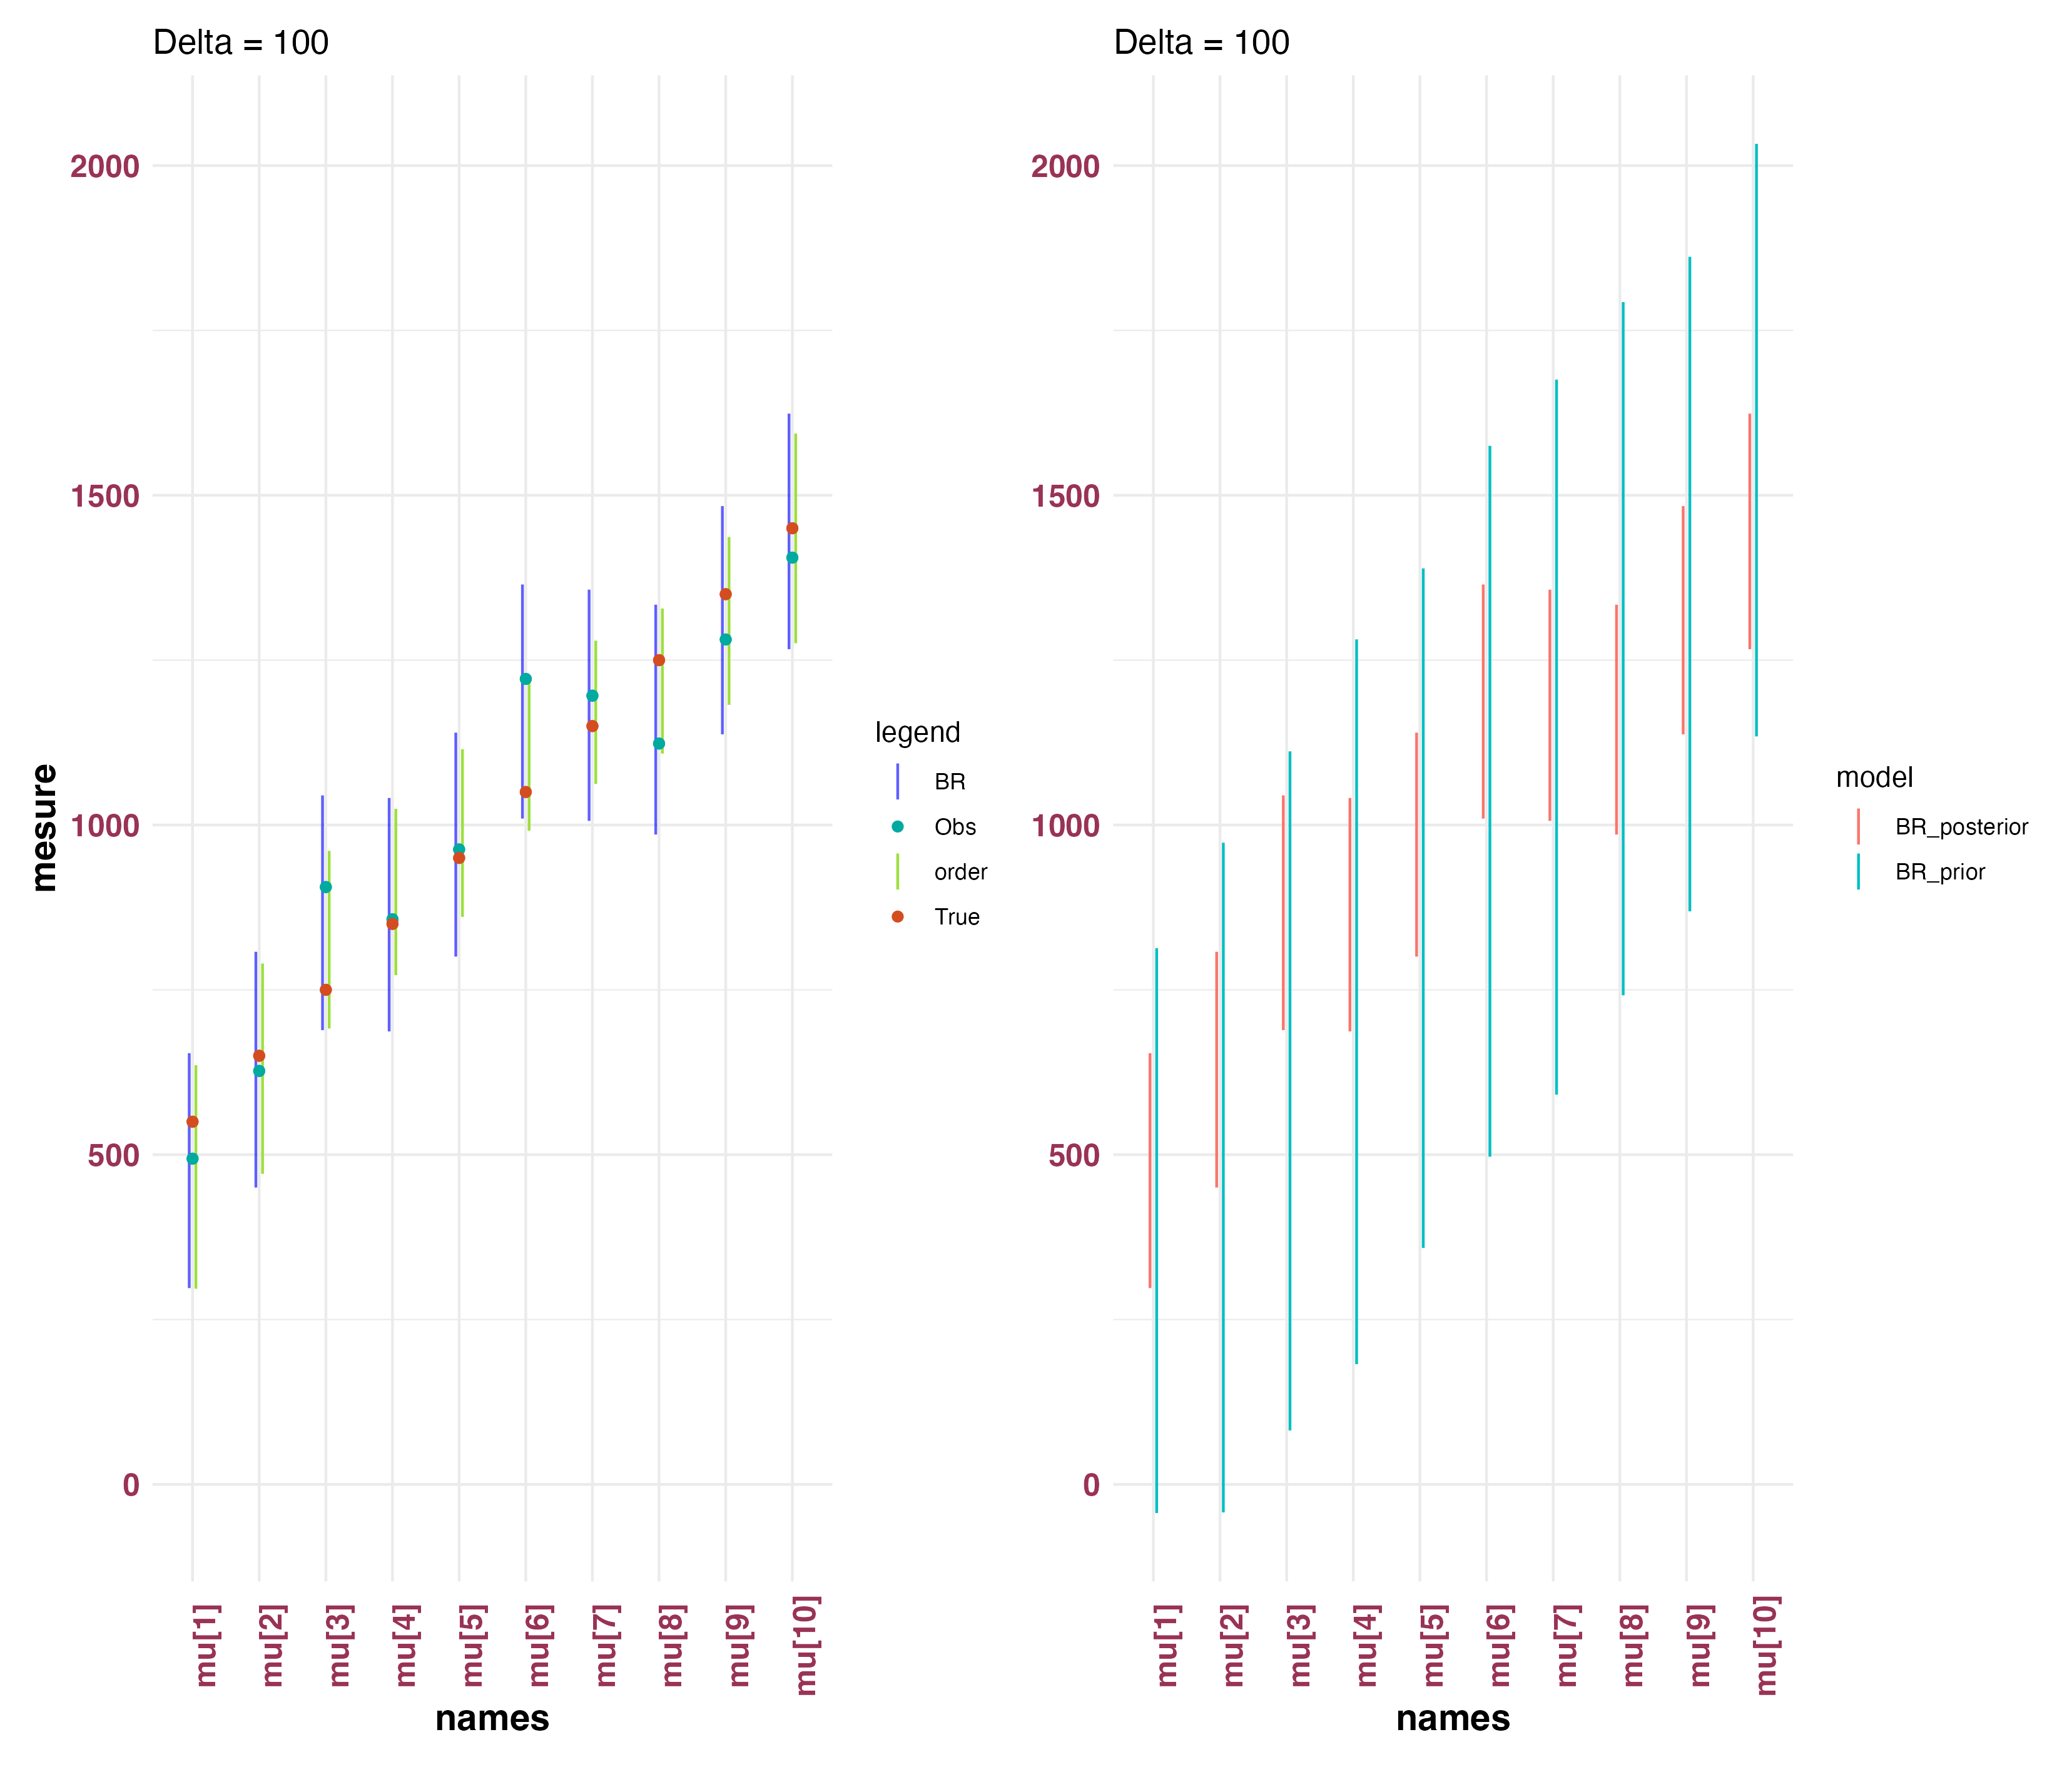 Delta = 100
2000
1500
1000
500
0
mesure
mu[1]
mu[2]
mu[3]
mu[4]
mu[5]
mu[6]
mu[7]
mu[8]
mu[9]
mu[10]
names
legend
BR
Obs
order
True
Delta = 100
2000
1500
1000
500
0
mu[1]
mu[2]
mu[3]
mu[4]
mu[5]
mu[6]
mu[7]
mu[8]
mu[9]
mu[10]
names
model
BR_posterior
BR_prior